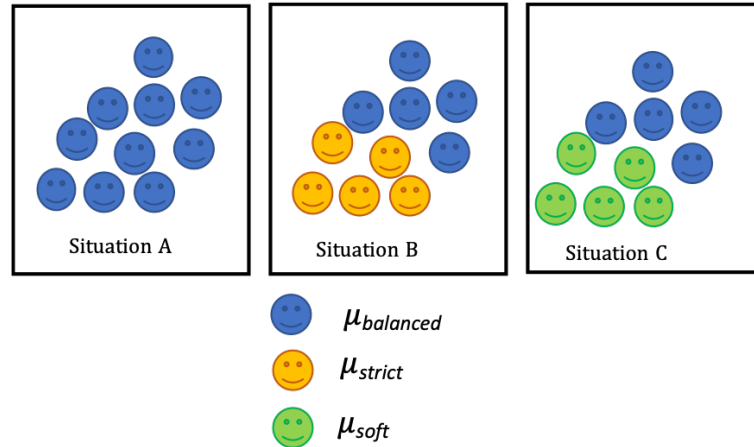 Situation A
Situation B
Situation C
μbalanced
μstrict
μsoft